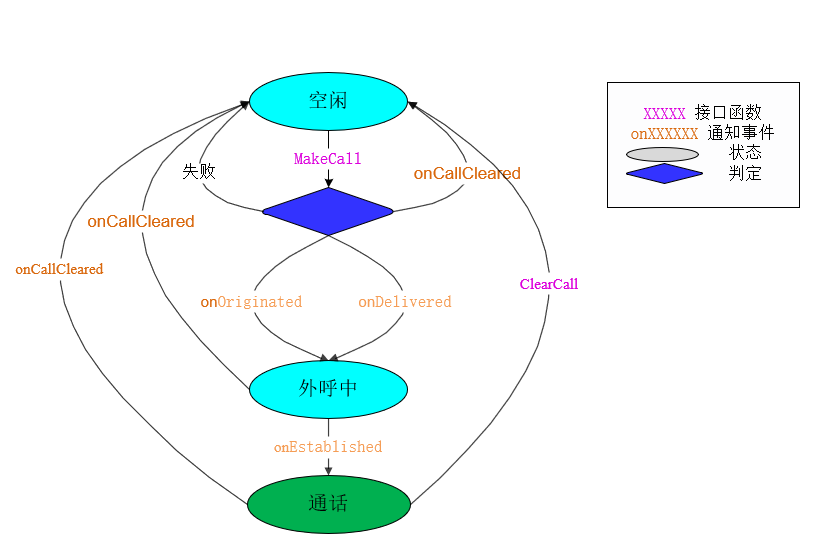 空闲
XXXXX 接口函数
onXXXXXX 通知事件
状态
判定
MakeCall
失败
onCallCleared
onCallCleared
onCallCleared
ClearCall
onOriginated
onDelivered
外呼中
onEstablished
通话